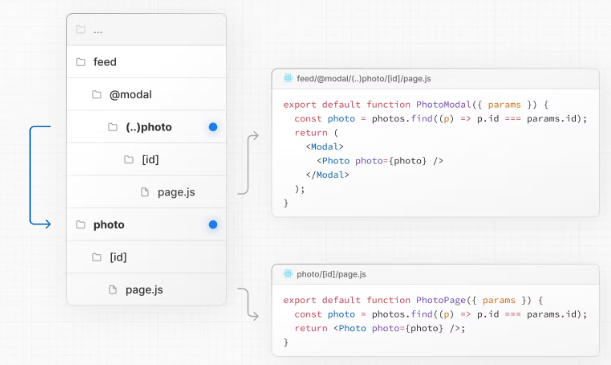 ...
feed
@modal
(..)photo
[id]
page.js
photo
[id]
page.js
feed/@modal/(..)photo/[id]/page.js
export default function PhotoModal({ params }) {
  const photo = photos.find((p) => p.id === params.id);
  return (
    <Modal>
      <Photo photo={photo} />
    </Modal>
  );
}
photo/[id]/page.js
export default function PhotoPage({ params }) {
  const photo = photos.find((p) => p.id === params.id);
  return <Photo photo={photo} />;
}